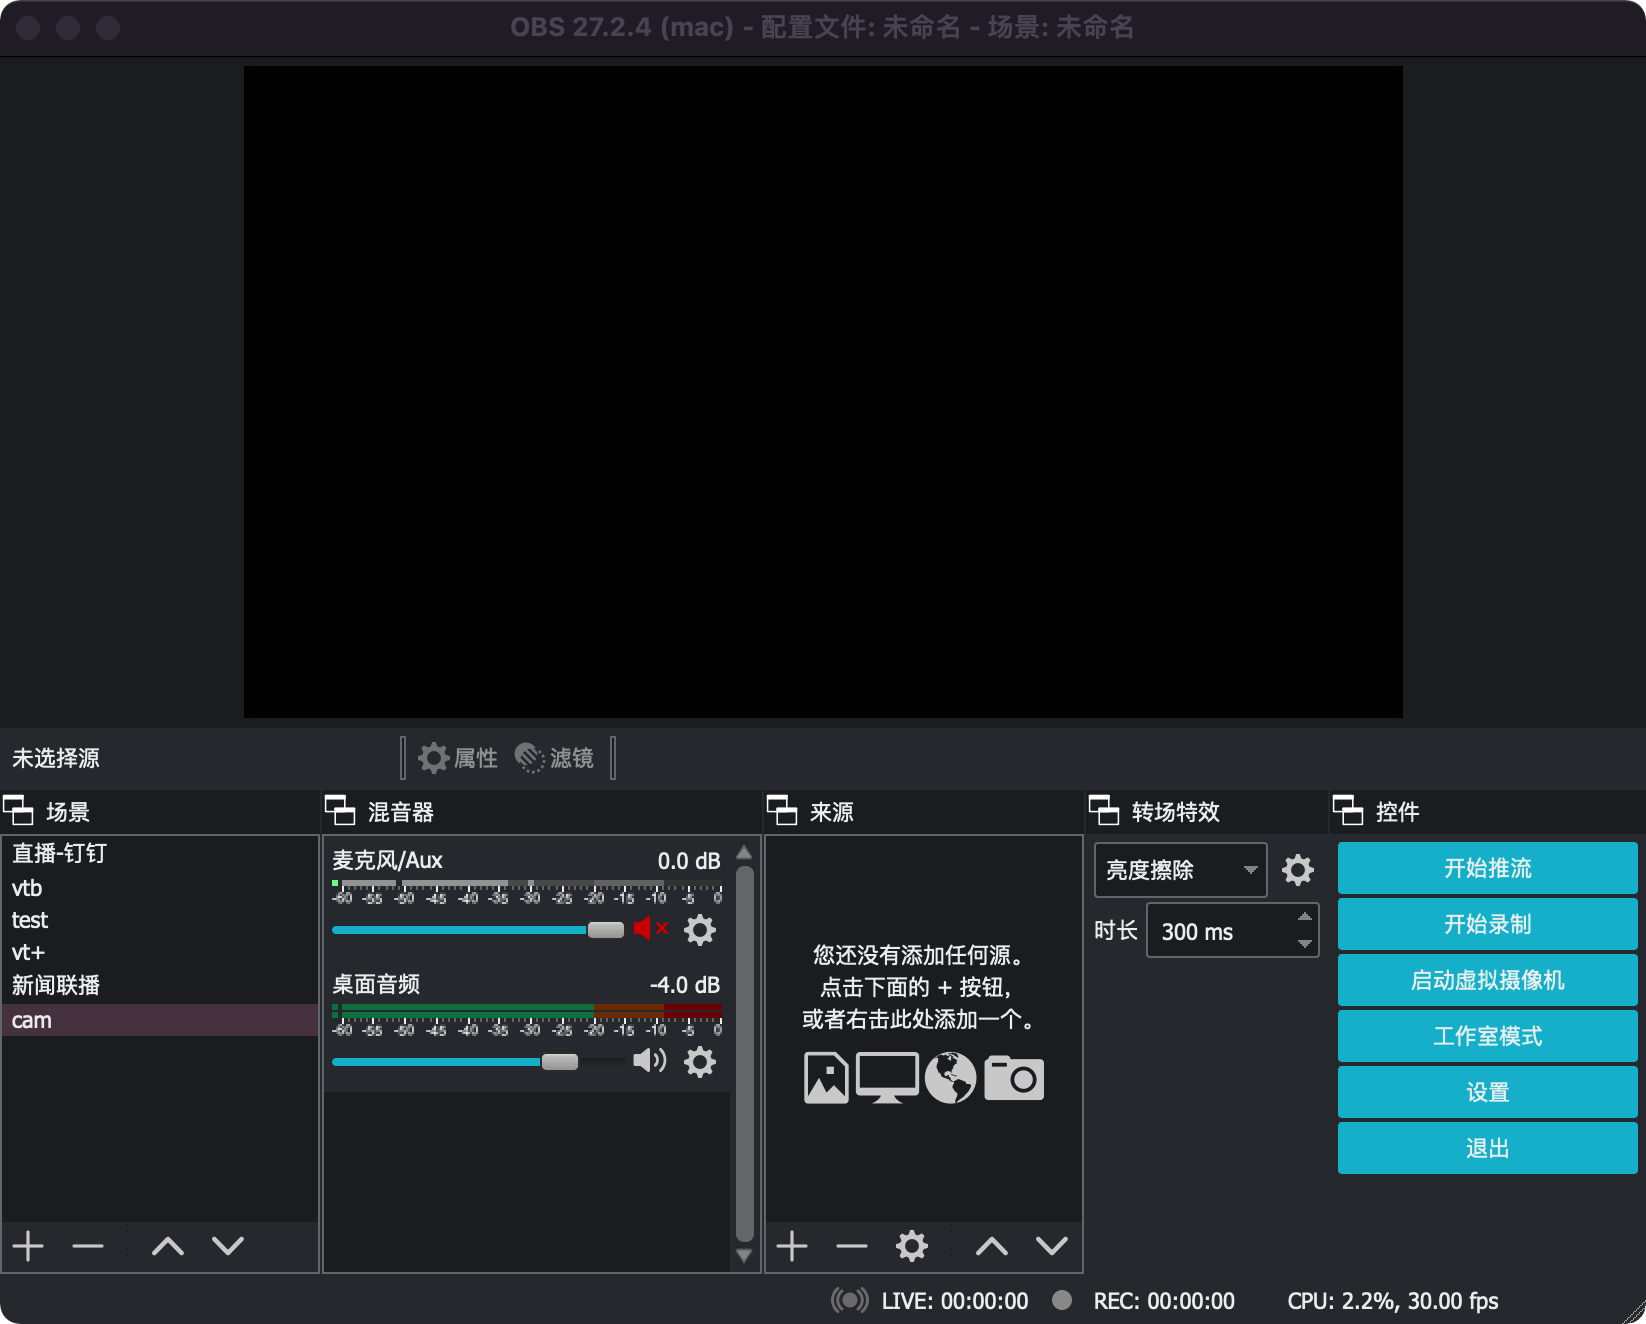 OBS 27.2.4 (mac) - 配置文件: 未命名 - 场景: 未命名
未选择源
属性
滤镜
场景
直播-钉钉
vtb
test
vt+
新闻联播
cam
混音器
麦克风/Aux
0.0 dB
-60 -55 -50 -45 -40 -35 -30 -25 -20 -15 -10 -5 0
桌面音频
-4.0 dB
-60 -55 -50 -45 -40 -35 -30 -25 -20 -15 -10 -5 0
来源
您还没有添加任何源。
点击下面的 + 按钮，
或者右击此处添加一个。
转场特效
亮度擦除
时长
300 ms
控件
开始推流
开始录制
启动虚拟摄像机
工作室模式
设置
退出
LIVE: 00:00:00
REC: 00:00:00
CPU: 2.2%, 30.00 fps